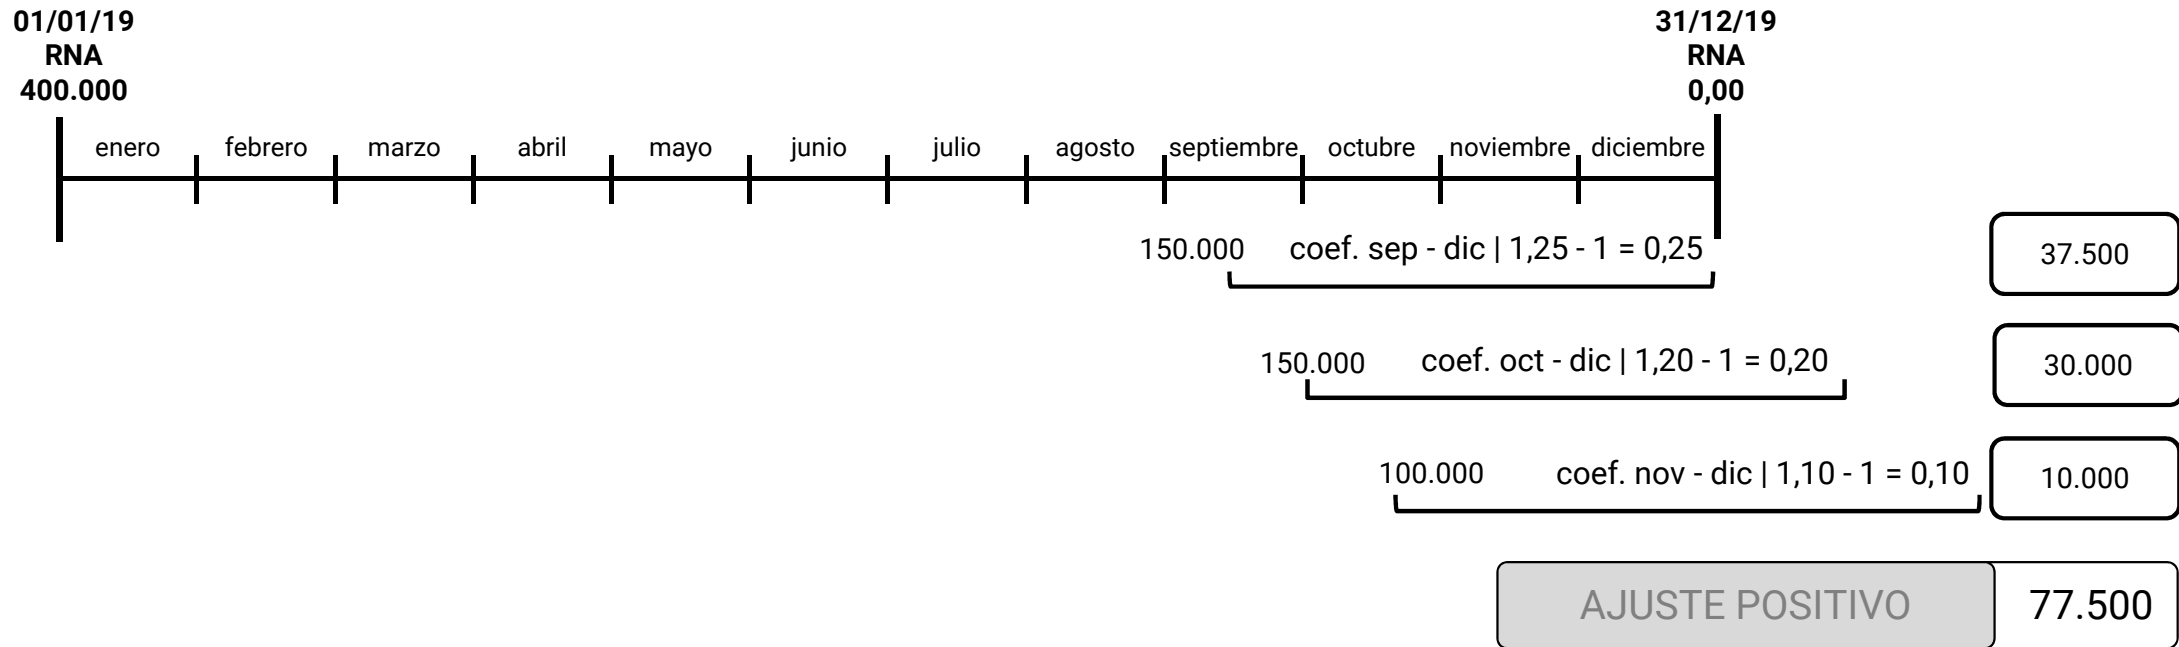 01/01/19
RNA
400.000
31/12/19
RNA
0,00
enero febrero marzo abril mayo junio julio agosto septiembre octubre noviembre diciembre
150.000 coef. sep - dic | 1,25 - 1 = 0,25 37.500
150.000 coef. oct - dic | 1,20 - 1 = 0,20 30.000
100.000 coef. nov - dic | 1,10 - 1 = 0,10 10.000
AJUSTE POSITIVO 77.500